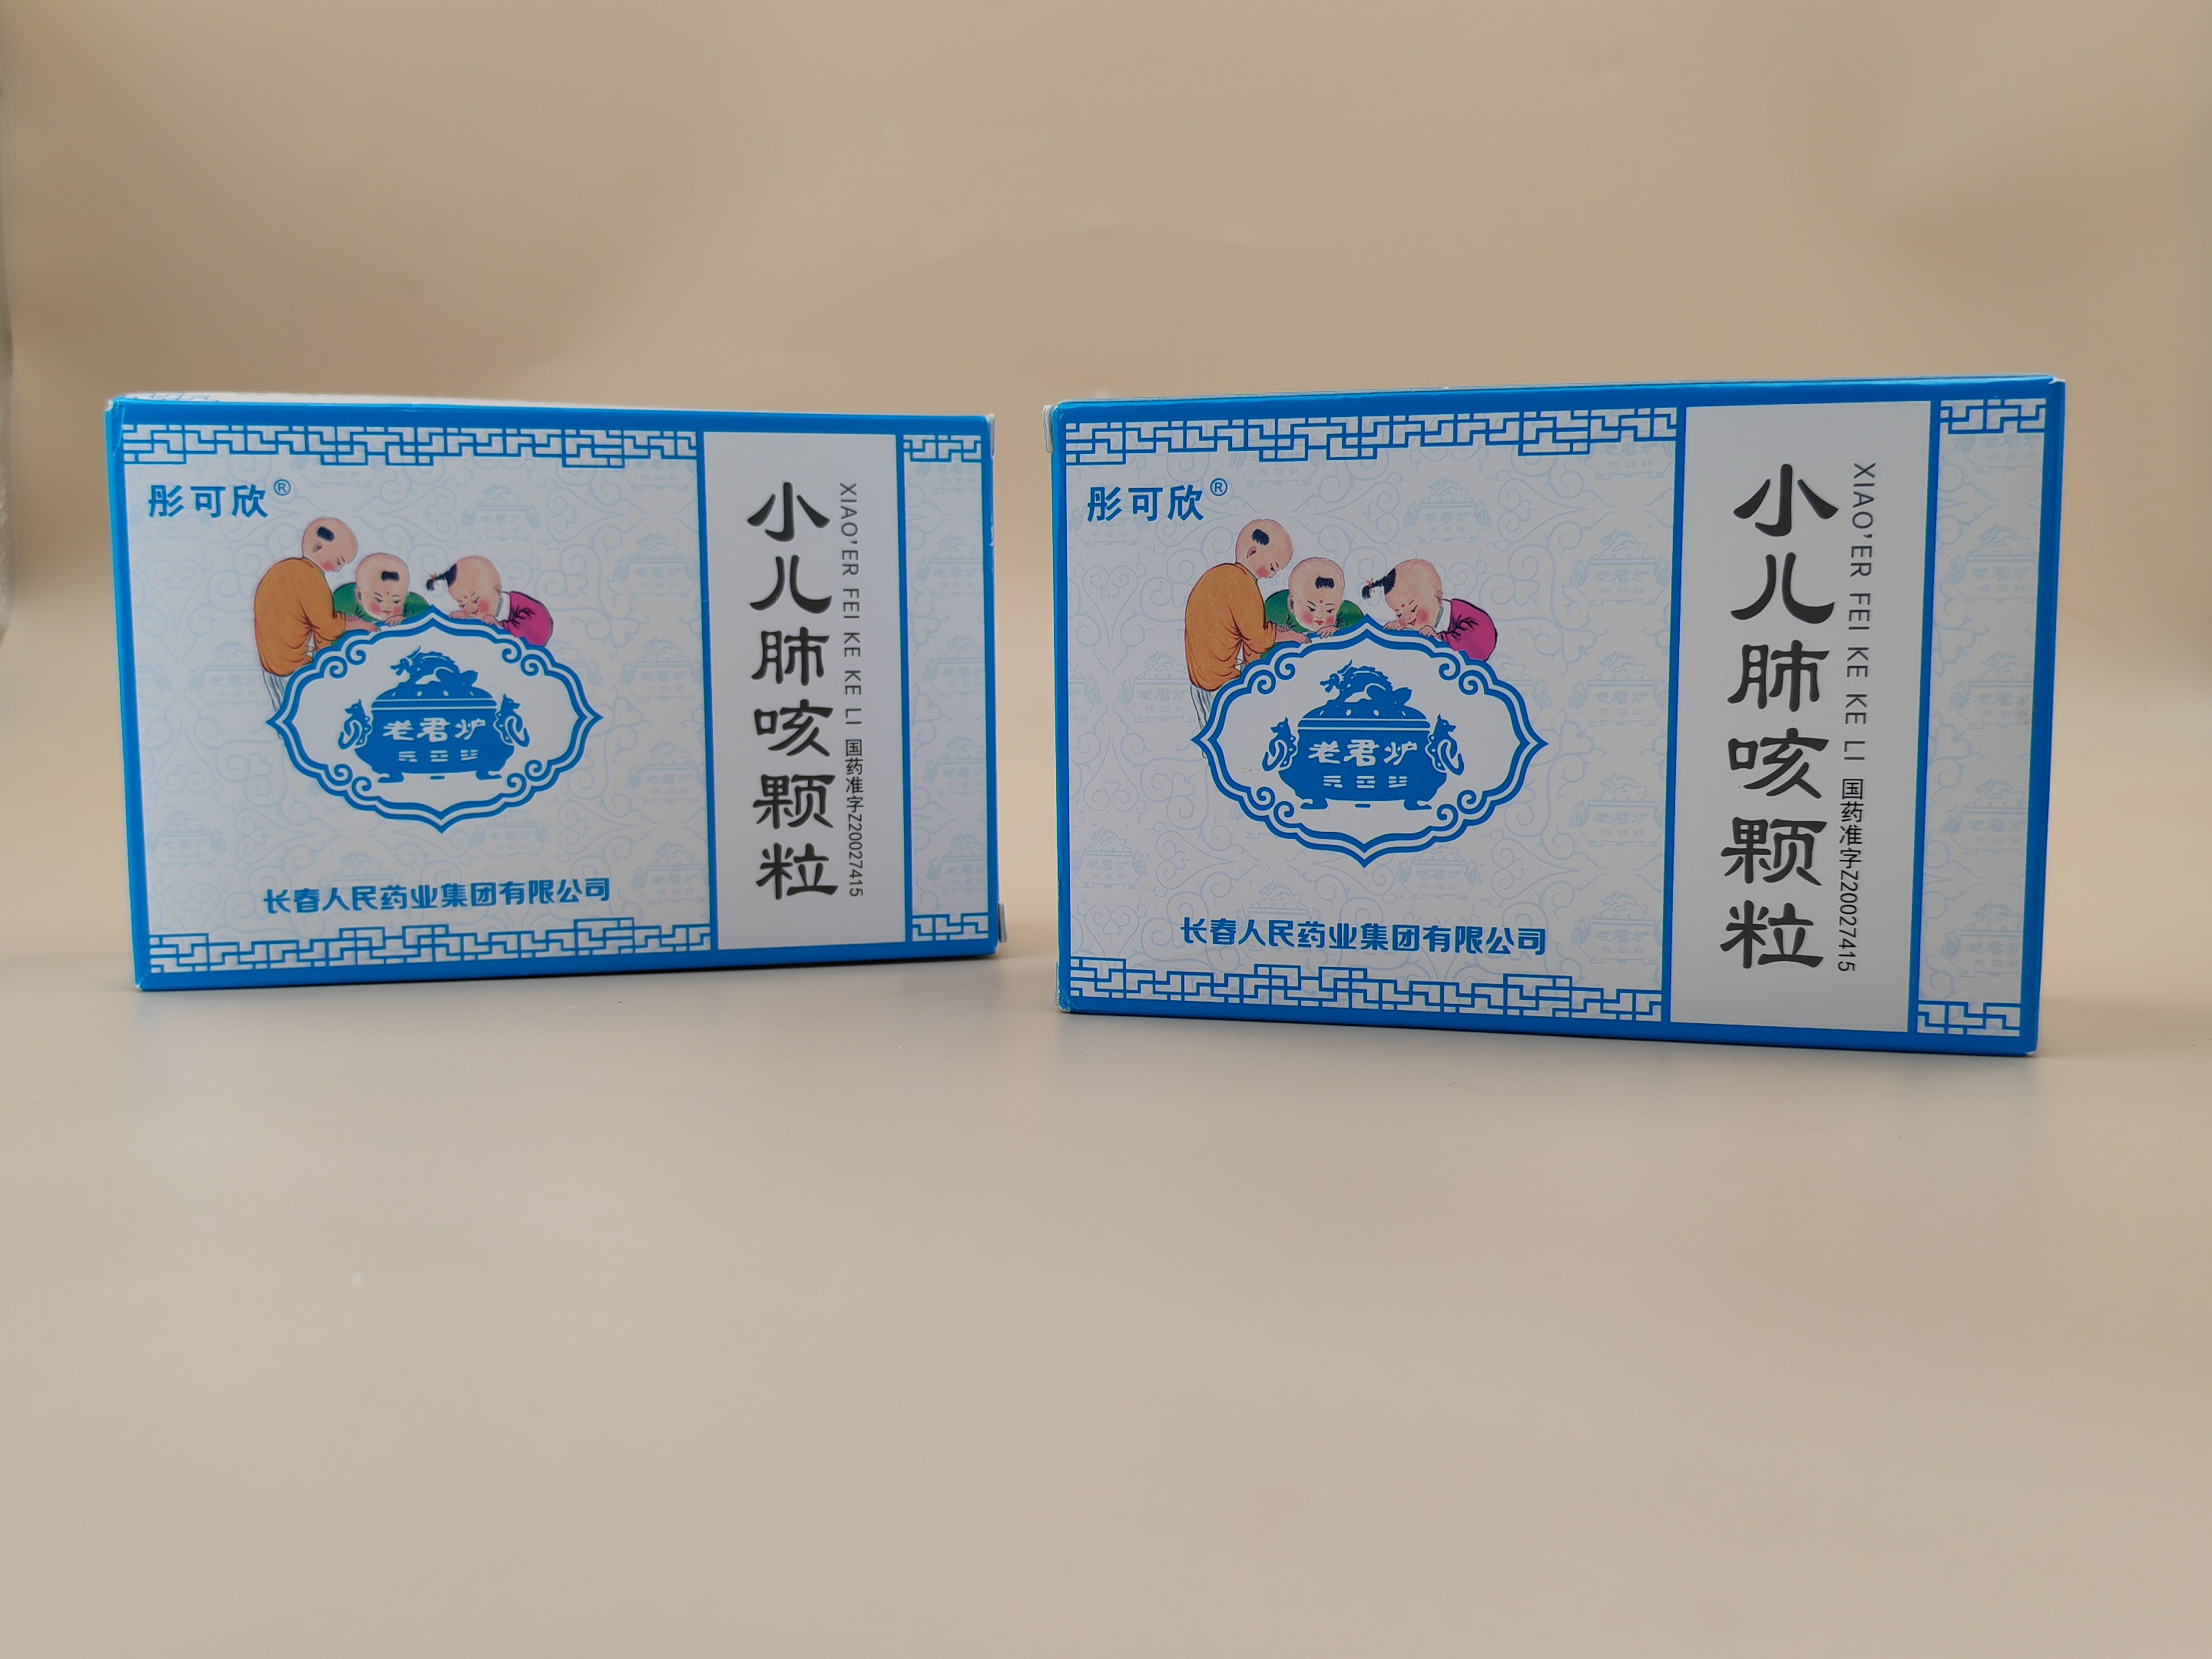 彤可欣®
老君炉
长春人民药业集团有限公司
小儿肺咳颗粒
XIAO'ER FEI KE KE LI 国药准字Z20027415
彤可欣®
老君炉
长春人民药业集团有限公司
小儿肺咳颗粒
XIAO'ER FEI KE KE LI 国药准字Z20027415